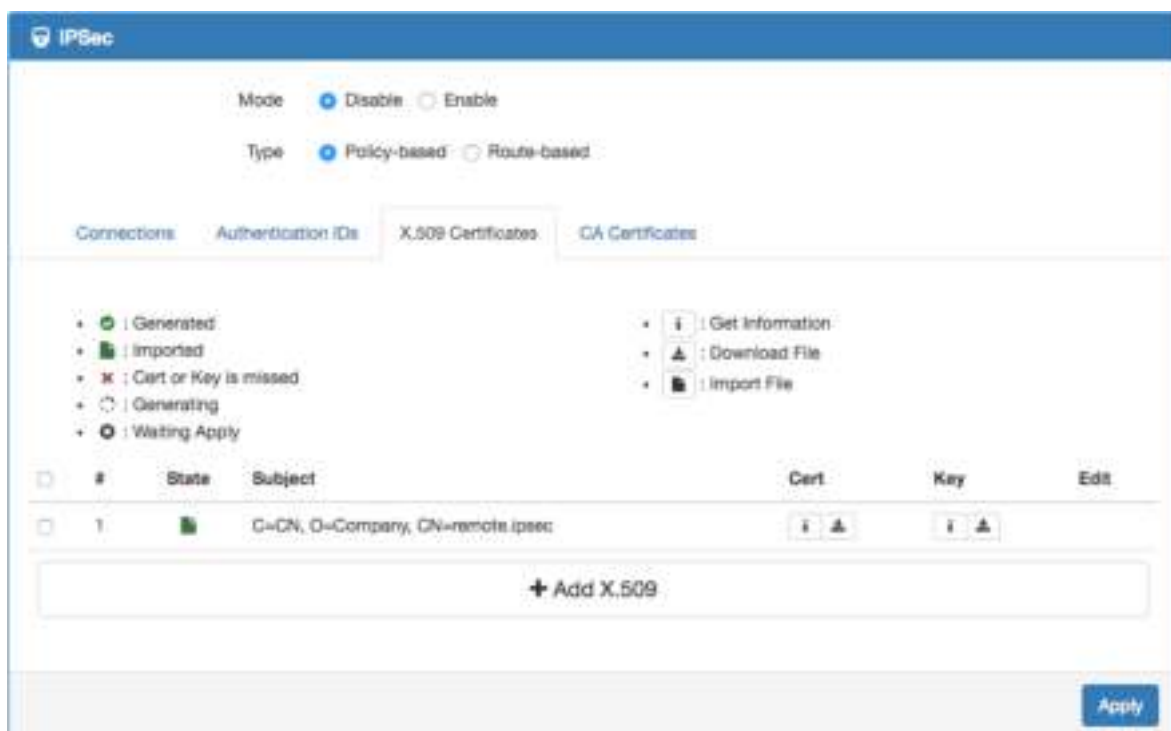 IPSec
Mode Disable Enable
Type Policy-based Route-based
Connections Authentication IDs X.509 Certificates CA Certificates
: Generated
: Imported
: Cert or Key is missed
: Generating
: Waiting Apply
i : Get Information
: Download File
: Import File
# State Subject Cert Key Edit
1 C=CN, O=Company, CN=remote.ipsec i i
+ Add X.509
Apply